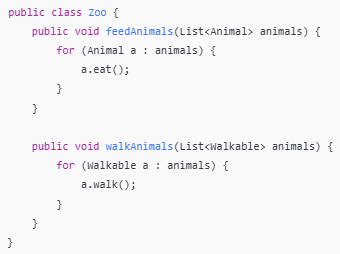 public class Zoo {
    public void feedAnimals(List<Animal> animals) {
        for (Animal a : animals) {
            a.eat();
        }
    }

    public void walkAnimals(List<Walkable> animals) {
        for (Walkable a : animals) {
            a.walk();
        }
    }
}